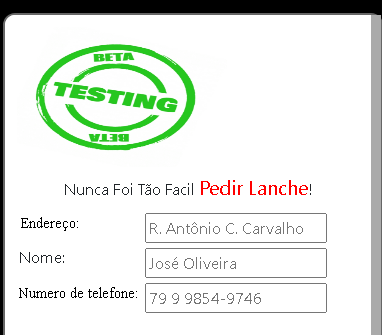 BETA
TESTING
BETA
Nunca Foi Tão Facil Pedir Lanche!
Endereço: R. Antônio C. Carvalho
Nome: José Oliveira
Numero de telefone: 79 9 9854-9746